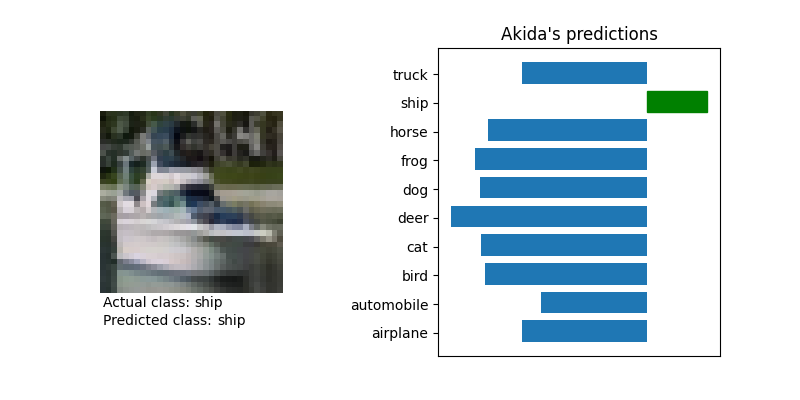 Akida's predictions
truck
ship
horse
frog
dog
deer
cat
bird
automobile
airplane
Actual class: ship
Predicted class: ship